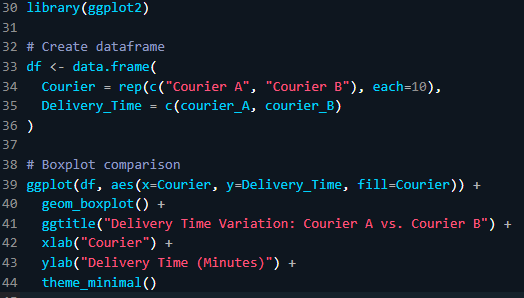 30 library(ggplot2)
31
32 # Create dataframe
33 df <- data.frame(
34   Courier = rep(c("Courier A", "Courier B"), each=10),
35   Delivery_Time = c(courier_A, courier_B)
36 )
37
38 # Boxplot comparison
39 ggplot(df, aes(x=Courier, y=Delivery_Time, fill=Courier)) +
40   geom_boxplot() +
41   ggtitle("Delivery Time Variation: Courier A vs. Courier B") +
42   xlab("Courier") +
43   ylab("Delivery Time (Minutes)") +
44   theme_minimal()